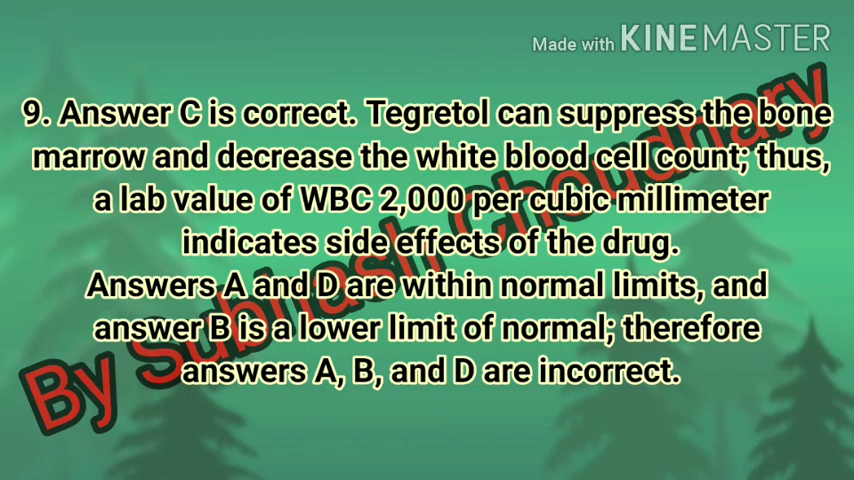 Made with KINEMASTER
9. Answer C is correct. Tegretol can suppress the bone
marrow and decrease the white blood cell count; thus,
a lab value of WBC 2,000 per cubic millimeter
indicates side effects of the drug.
Answers A and D are within normal limits, and
answer B is a lower limit of normal; therefore
answers A, B, and D are incorrect.
By Subhash Choudhary